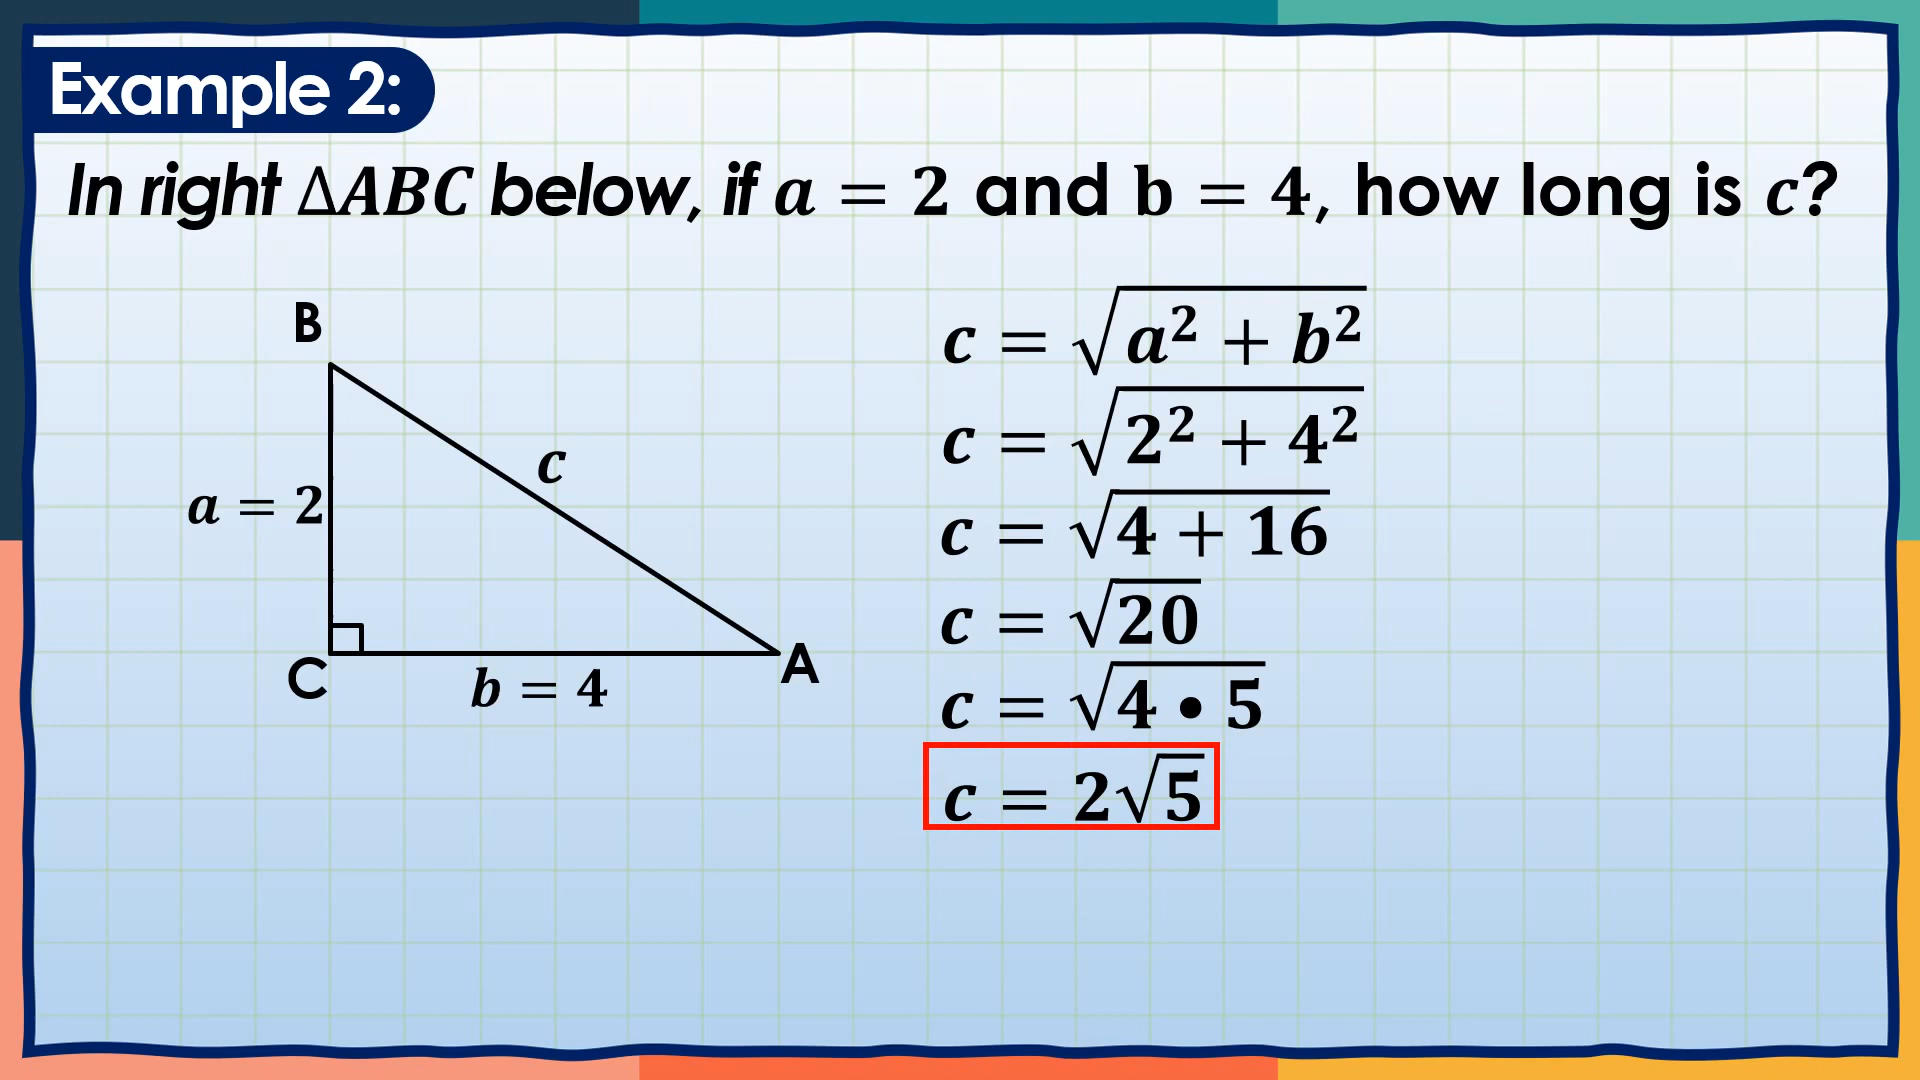 Example 2:
In right ΔABC below, if a = 2 and b = 4, how long is c?
B
c
a = 2
C
A
b = 4
c = √(a² + b²)
c = √(2² + 4²)
c = √(4 + 16)
c = √20
c = √(4 • 5)
c = 2√5